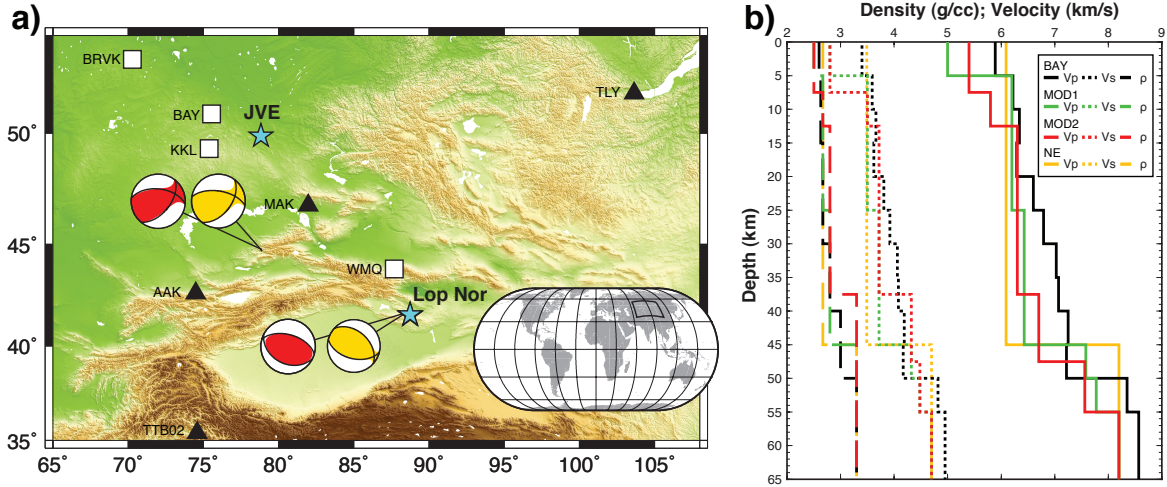 a)
BRVK
BAY
JVE
KKL
TLY
MAK
WMQ
AAK
Lop Nor
TTB02
50˚
45˚
40˚
35˚
65˚ 70˚ 75˚ 80˚ 85˚ 90˚ 95˚ 100˚ 105˚
b)
Density (g/cc); Velocity (km/s)
2 3 4 5 6 7 8 9
Depth (km)
0
5
10
15
20
25
30
35
40
45
50
55
60
65
BAY
Vp Vs ρ
MOD1
Vp Vs ρ
MOD2
Vp Vs ρ
NE
Vp Vs ρ